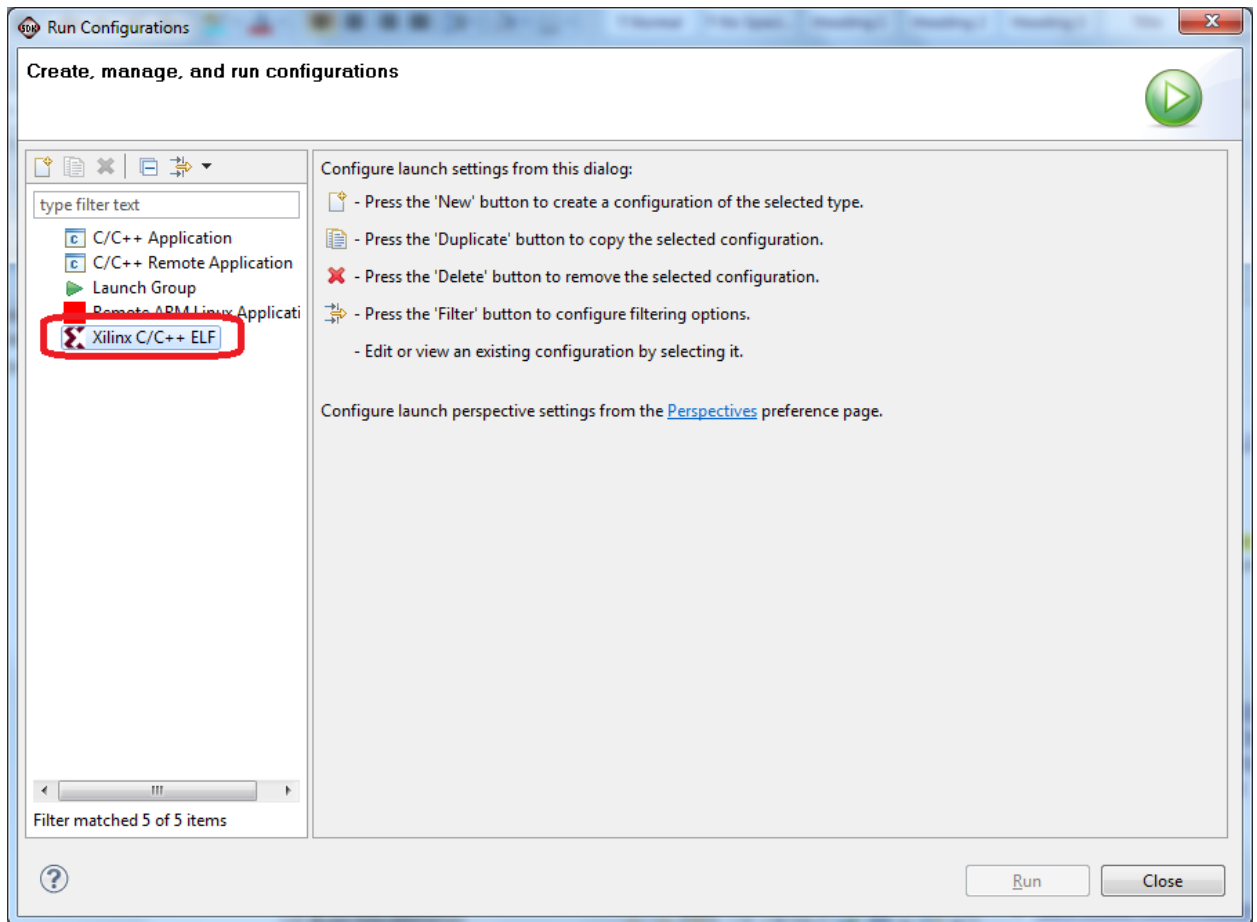 SDK Run Configurations
Create, manage, and run configurations
type filter text
C/C++ Application
C/C++ Remote Application
Launch Group
Remote ARM Linux Applicati
Xilinx C/C++ ELF
Filter matched 5 of 5 items
Configure launch settings from this dialog:
- Press the 'New' button to create a configuration of the selected type.
- Press the 'Duplicate' button to copy the selected configuration.
- Press the 'Delete' button to remove the selected configuration.
- Press the 'Filter' button to configure filtering options.
- Edit or view an existing configuration by selecting it.
Configure launch perspective settings from the Perspectives preference page.
Run
Close